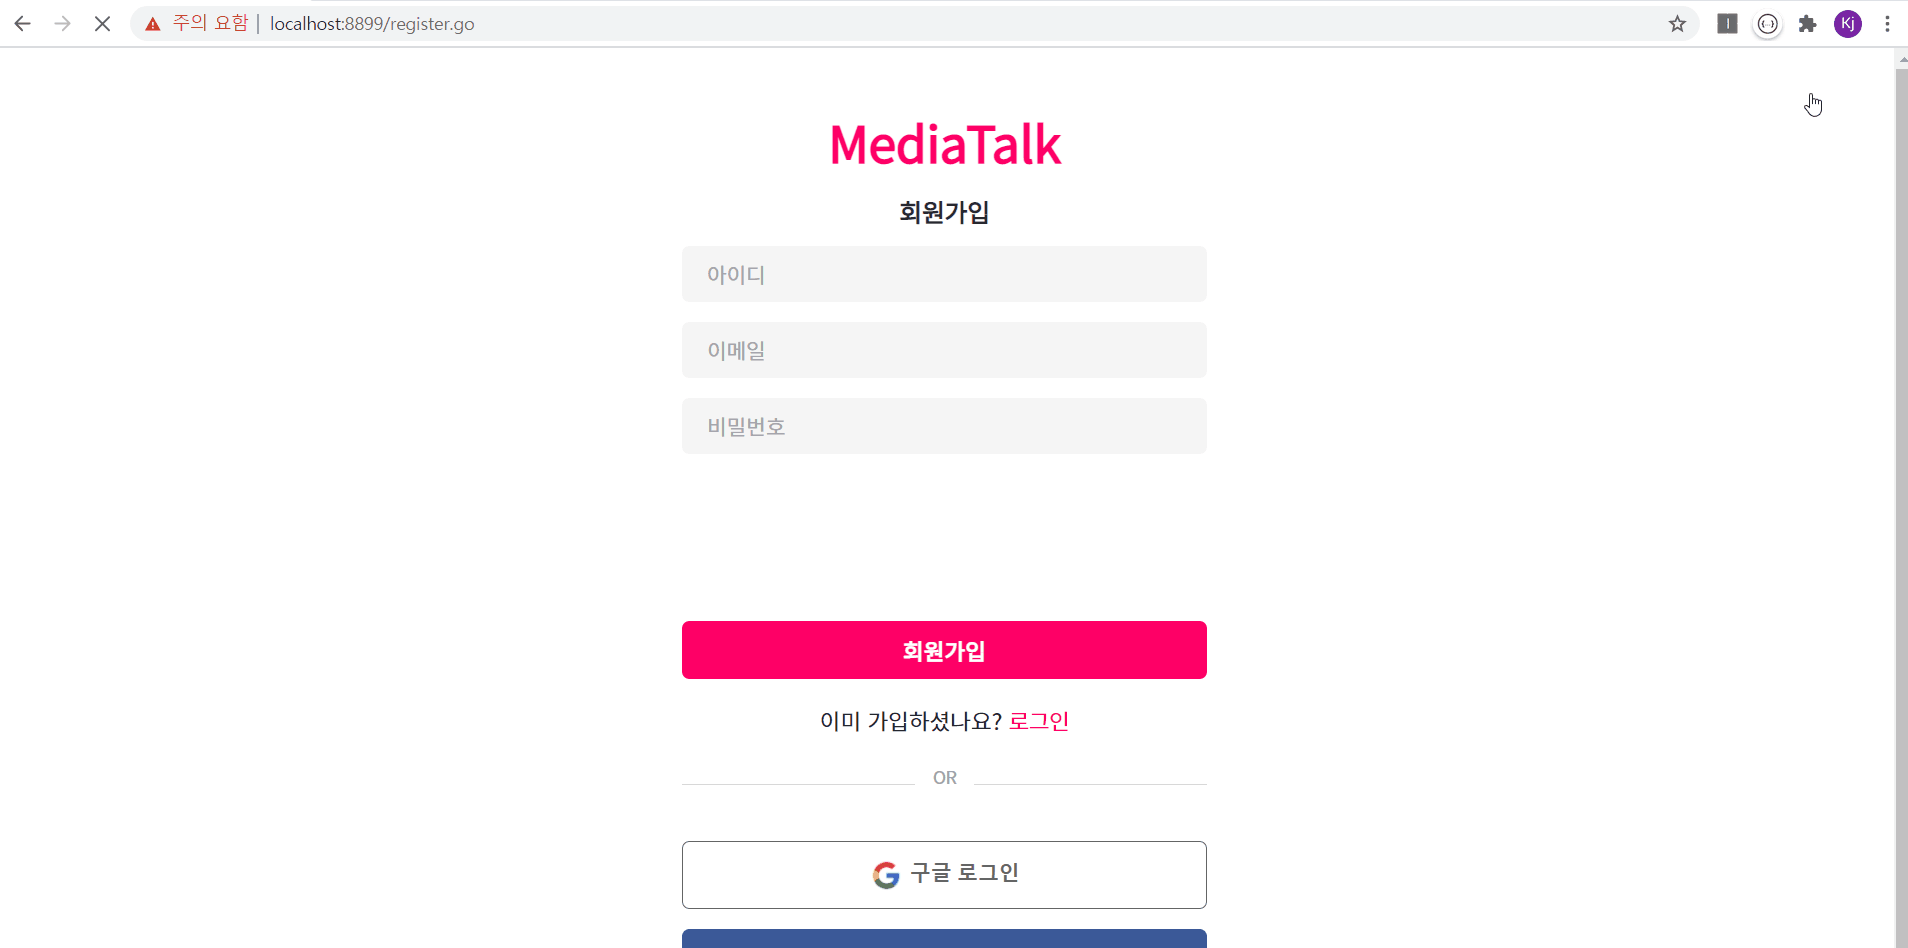 주의 요함 | localhost:8899/register.go
Kj
MediaTalk
회원가입
아이디
이메일
비밀번호
회원가입
이미 가입하셨나요? 로그인
OR
구글 로그인